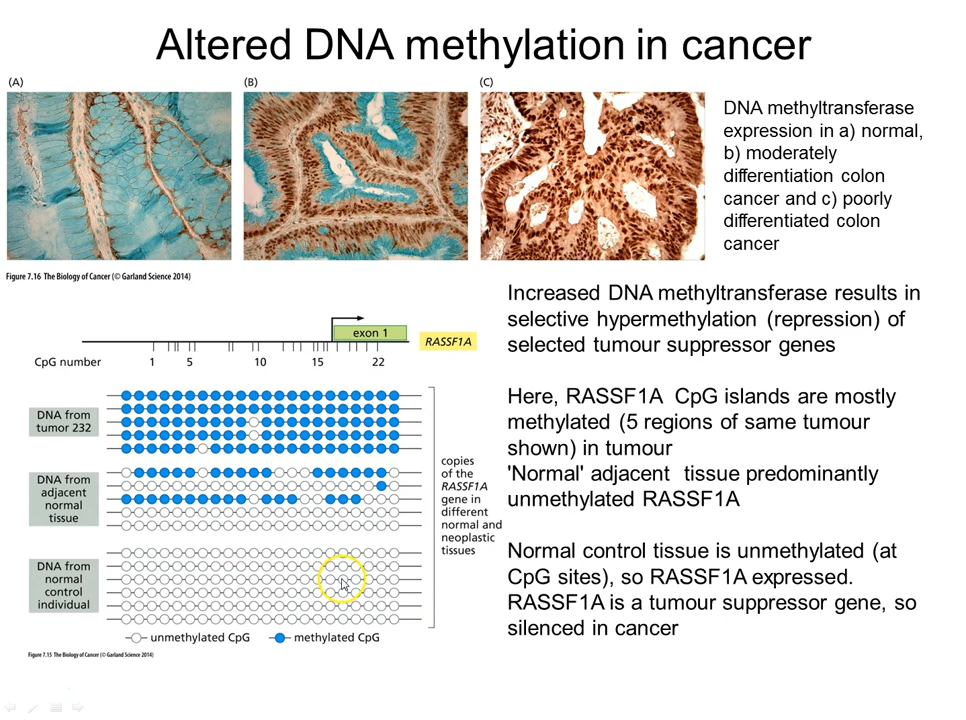 Altered DNA methylation in cancer
(A)
(B)
(C)
DNA methyltransferase
expression in a) normal,
b) moderately
differentiation colon
cancer and c) poorly
differentiated colon
cancer
Figure 7.16 The Biology of Cancer (© Garland Science 2014)
Increased DNA methyltransferase results in
selective hypermethylation (repression) of
selected tumour suppressor genes
exon 1
RASSF1A
CpG number
1 5 10 15 22
Here, RASSF1A CpG islands are mostly
methylated (5 regions of same tumour
shown) in tumour
'Normal' adjacent tissue predominantly
unmethylated RASSF1A
Normal control tissue is unmethylated (at
CpG sites), so RASSF1A expressed.
RASSF1A is a tumour suppressor gene, so
silenced in cancer
DNA from
tumor 232
DNA from
adjacent
normal
tissue
DNA from
normal
control
individual
copies
of the
RASSF1A
gene in
different
normal and
neoplastic
tissues
unmethylated CpG
methylated CpG
Figure 7.15 The Biology of Cancer (© Garland Science 2014)